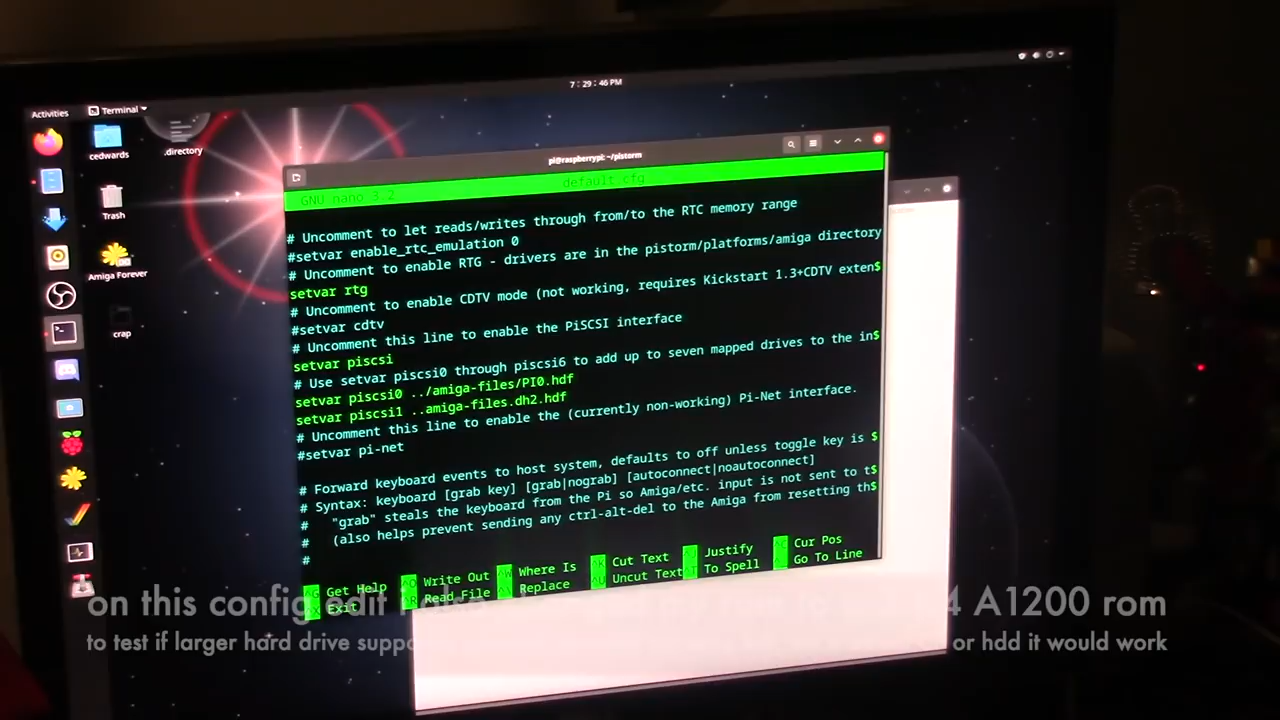 7:29:46 PM
Activities
Terminal
cedwards
.directory
Trash
Amiga Forever
crap
pi@raspberrypi: ~/pistorm
GNU nano 3.2
default.cfg
# Uncomment to let reads/writes through from/to the RTC memory range
#setvar enable_rtc_emulation 0
# Uncomment to enable RTG - drivers are in the pistorm/platforms/amiga directory
setvar rtg
# Uncomment to enable CDTV mode (not working, requires Kickstart 1.3+CDTV exten$
#setvar cdtv
# Uncomment this line to enable the PiSCSI interface
setvar piscsi
# Use setvar piscsi0 through piscsi6 to add up to seven mapped drives to the in$
setvar piscsi0 ../amiga-files/PI0.hdf
setvar piscsi1 ..amiga-files.dh2.hdf
# Uncomment this line to enable the (currently non-working) Pi-Net interface.
#setvar pi-net
# Forward keyboard events to host system, defaults to off unless toggle key is $
# Syntax: keyboard [grab key] [grab|nograb] [autoconnect|noautoconnect]
# "grab" steals the keyboard from the Pi so Amiga/etc. input is not sent to t$
# (also helps prevent sending any ctrl-alt-del to the Amiga from resetting th$
#
^G Get Help ^O Write Out ^W Where Is ^K Cut Text ^J Justify ^C Cur Pos
^X Exit ^R Read File ^\ Replace ^U Uncut Text ^T To Spell ^_ Go To Line
on this config edit i A1200 rom
to test if larger hard drive or hdd it would work